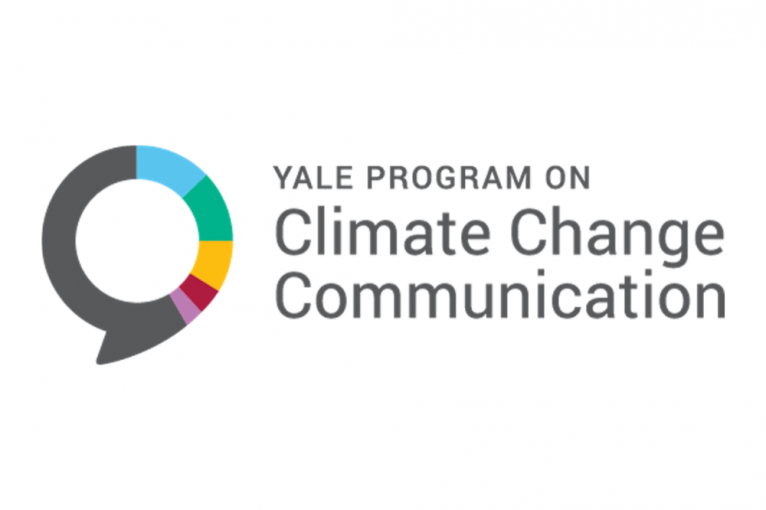 YALE PROGRAM ON
Climate Change
Communication